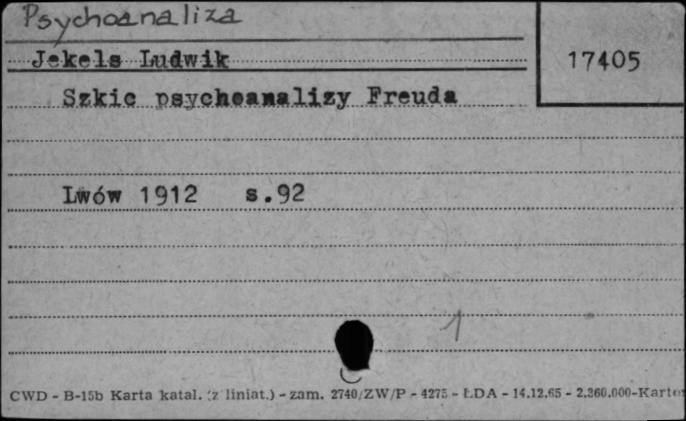 Psychoanaliza
Jekels Ludwik
17405
Szkic psychoanalizy Freuda
Lwów 1912 s.92
1
CWD - B-15b Karta katal. (z liniat.) - zam. 2740/ZW/P - 4275 - ŁDA - 14.12.65 - 2.360.000-Kartor